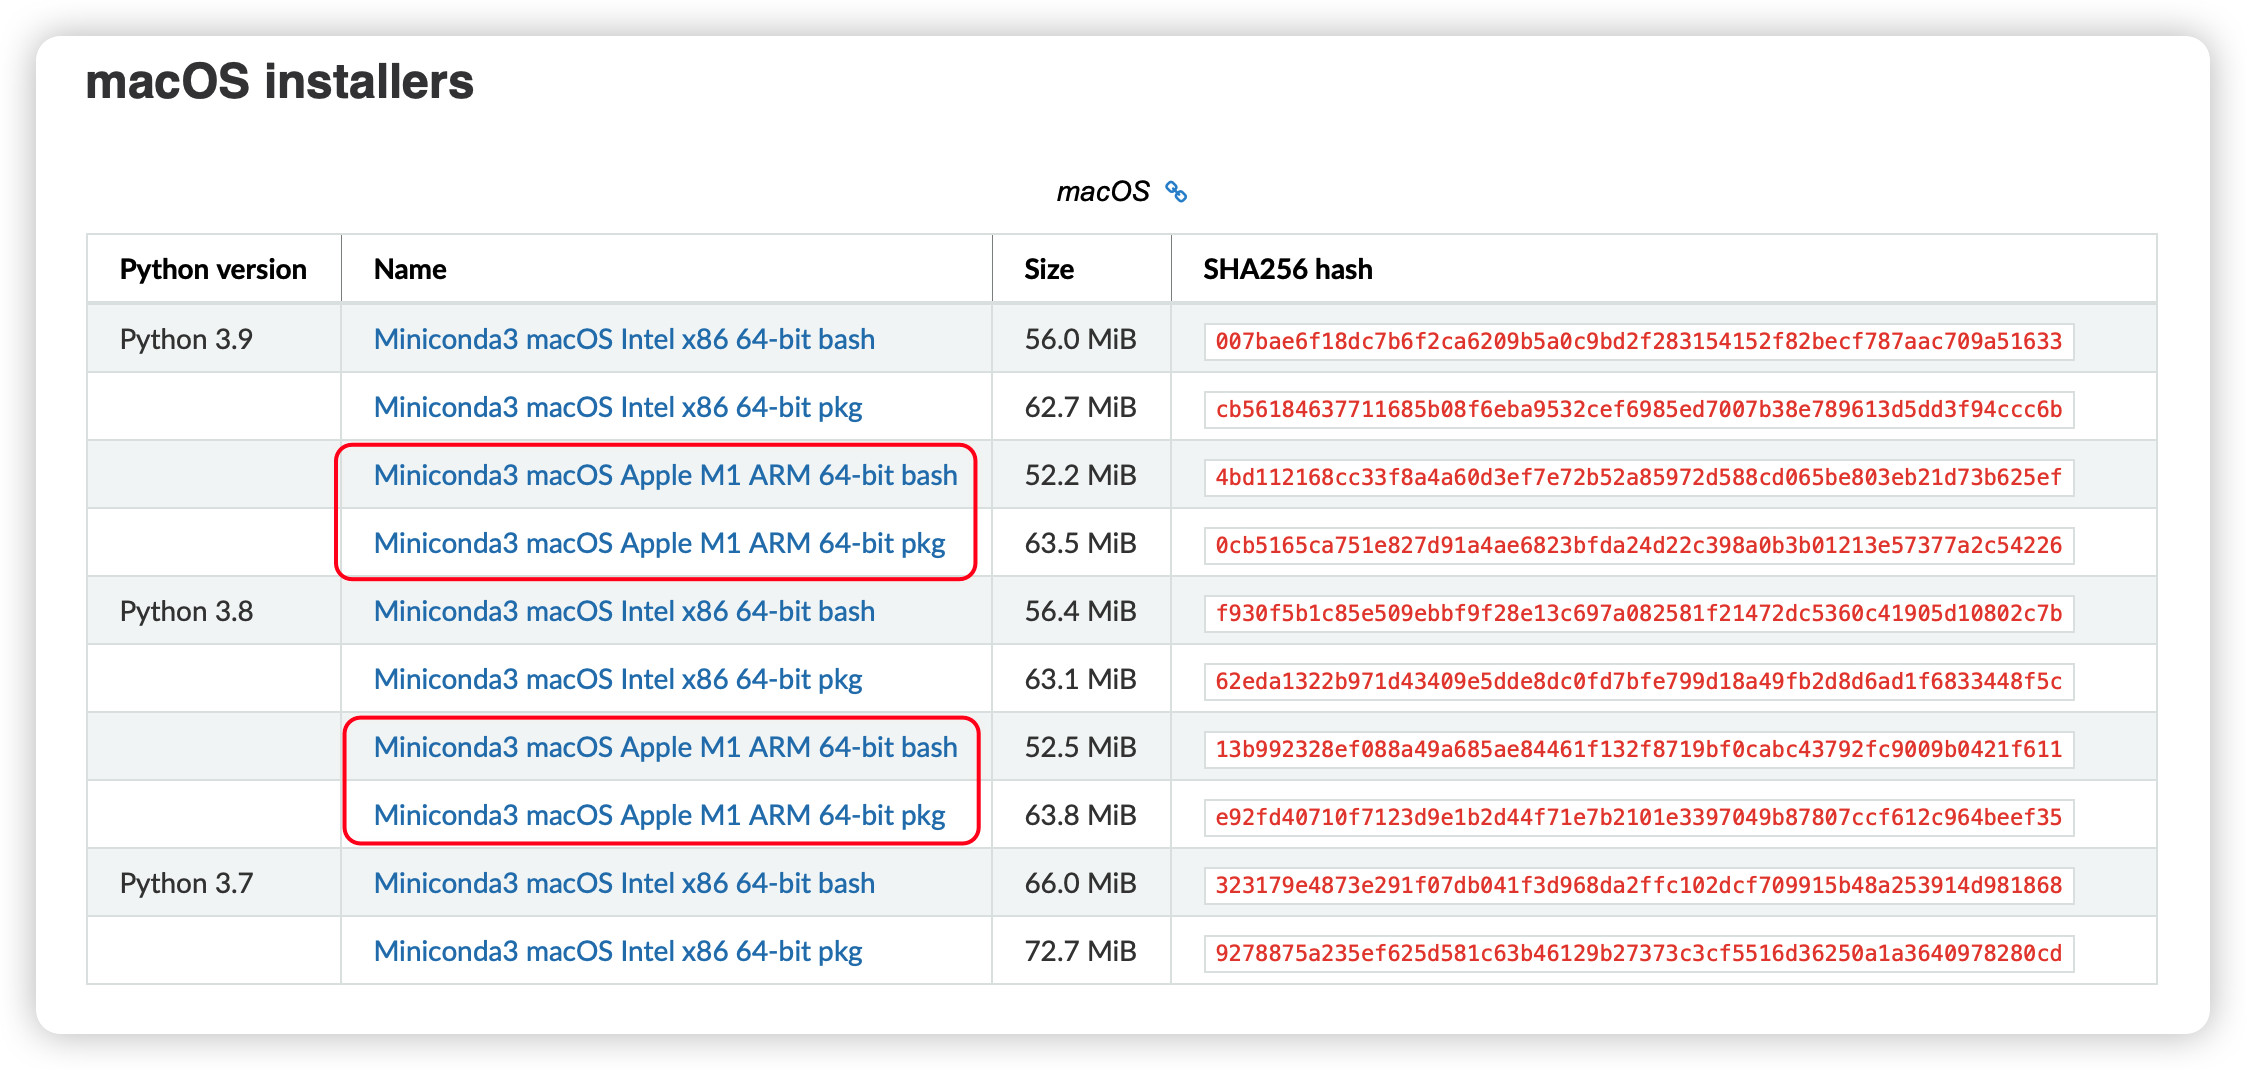 macOS installers
macOS
Python version Name Size SHA256 hash
Python 3.9 Miniconda3 macOS Intel x86 64-bit bash 56.0 MiB 007bae6f18dc7b6f2ca6209b5a0c9bd2f283154152f82becf787aac709a51633
Miniconda3 macOS Intel x86 64-bit pkg 62.7 MiB cb56184637711685b08f6eba9532cef6985ed7007b38e789613d5dd3f94ccc6b
Miniconda3 macOS Apple M1 ARM 64-bit bash 52.2 MiB 4bd112168cc33f8a4a60d3ef7e72b52a85972d588cd065be803eb21d73b625ef
Miniconda3 macOS Apple M1 ARM 64-bit pkg 63.5 MiB 0cb5165ca751e827d91a4ae6823bfda24d22c398a0b3b01213e57377a2c54226
Python 3.8 Miniconda3 macOS Intel x86 64-bit bash 56.4 MiB f930f5b1c85e509ebbf9f28e13c697a082581f21472dc5360c41905d10802c7b
Miniconda3 macOS Intel x86 64-bit pkg 63.1 MiB 62eda1322b971d43409e5dde8dc0fd7bfe799d18a49fb2d8d6ad1f6833448f5c
Miniconda3 macOS Apple M1 ARM 64-bit bash 52.5 MiB 13b992328ef088a49a685ae84461f132f8719bf0cabc43792fc9009b0421f611
Miniconda3 macOS Apple M1 ARM 64-bit pkg 63.8 MiB e92fd40710f7123d9e1b2d44f71e7b2101e3397049b87807ccf612c964beef35
Python 3.7 Miniconda3 macOS Intel x86 64-bit bash 66.0 MiB 323179e4873e291f07db041f3d968da2ffc102dcf709915b48a253914d981868
Miniconda3 macOS Intel x86 64-bit pkg 72.7 MiB 9278875a235ef625d581c63b46129b27373c3cf5516d36250a1a3640978280cd